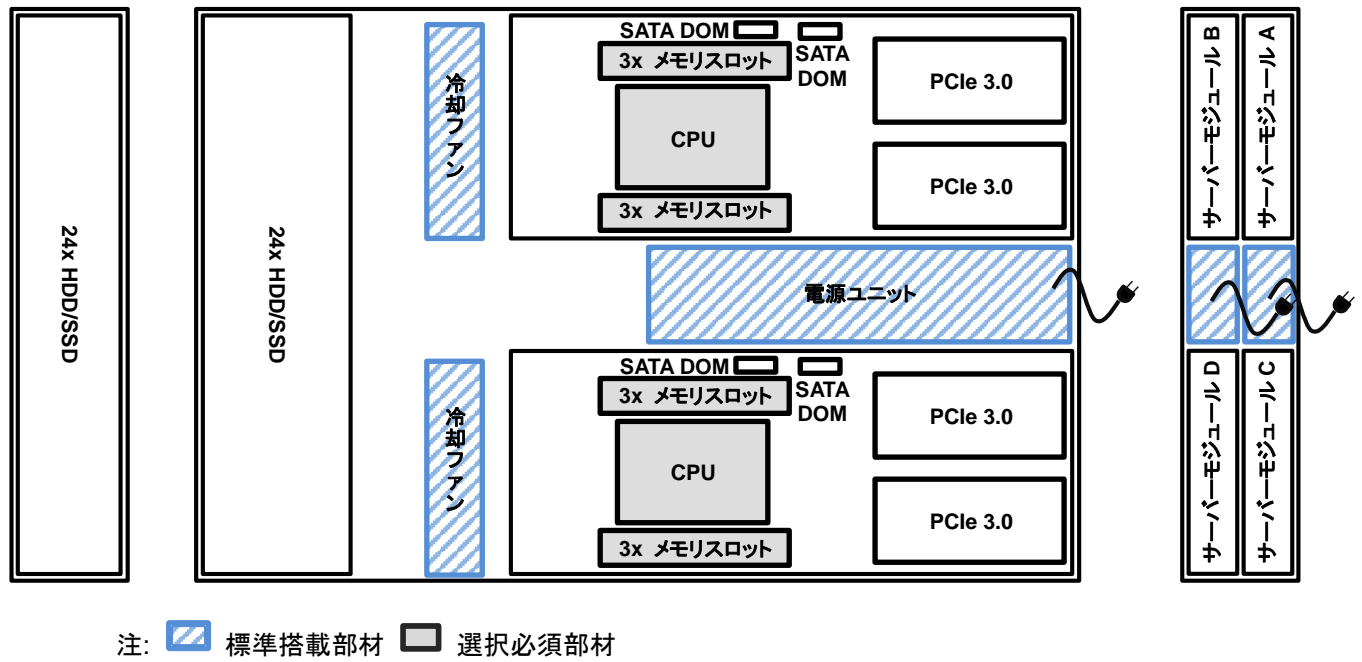 24x HDD/SSD
24x HDD/SSD
冷却ファン
SATA DOM
SATA
DOM
3x メモリスロット
CPU
3x メモリスロット
PCIe 3.0
PCIe 3.0
電源ユニット
冷却ファン
SATA DOM
SATA
DOM
3x メモリスロット
CPU
3x メモリスロット
PCIe 3.0
PCIe 3.0
サーバーモジュール B
サーバーモジュール A
サーバーモジュール D
サーバーモジュール C
注: 標準搭載部材 選択必須部材